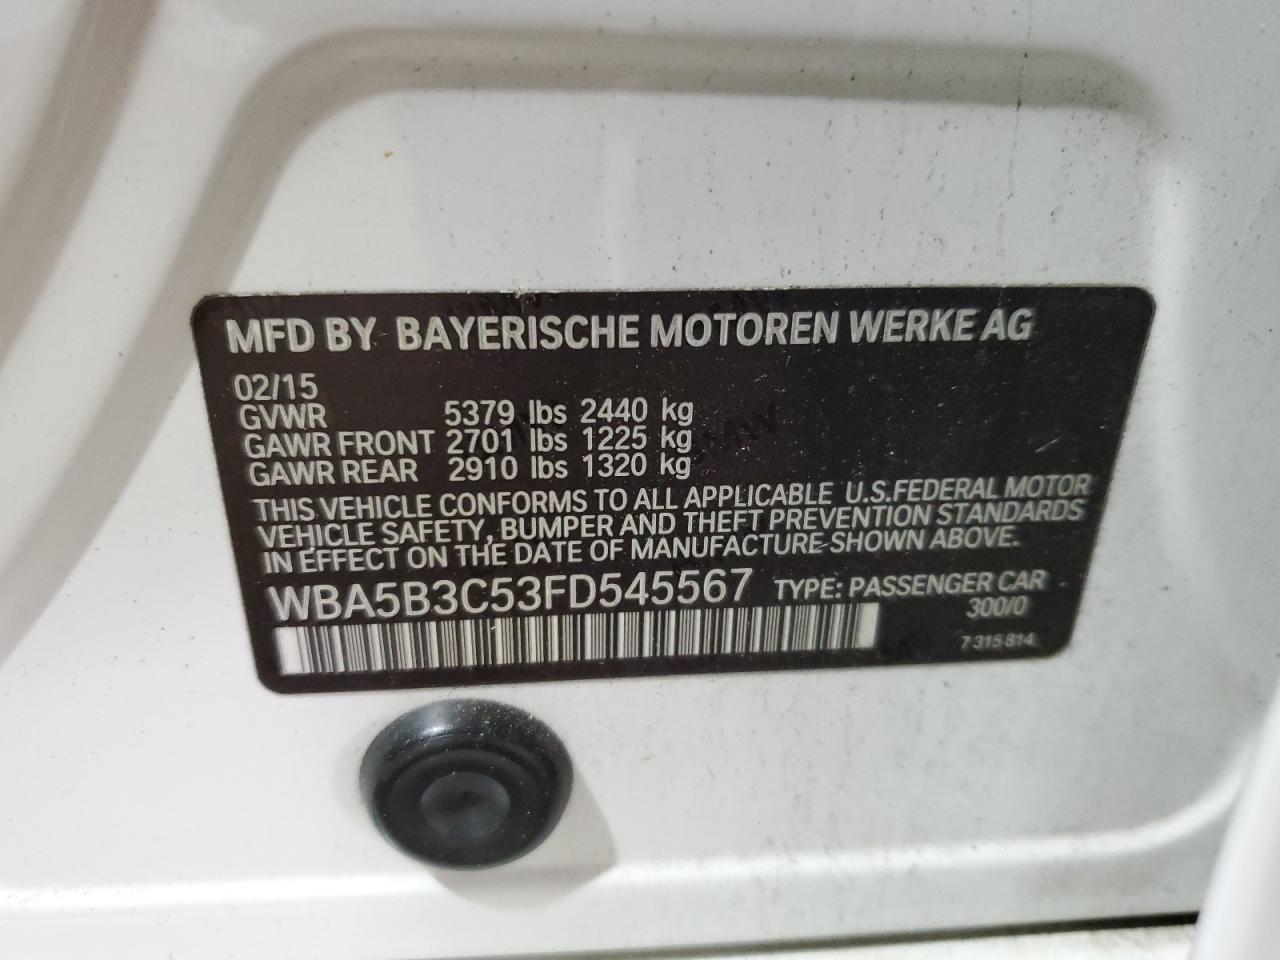 MFD BY BAYERISCHE MOTOREN WERKE AG
02/15
GVWR 5379 lbs 2440 kg
GAWR FRONT 2701 lbs 1225 kg
GAWR REAR 2910 lbs 1320 kg
THIS VEHICLE CONFORMS TO ALL APPLICABLE U.S.FEDERAL MOTOR
VEHICLE SAFETY, BUMPER AND THEFT PREVENTION STANDARDS
IN EFFECT ON THE DATE OF MANUFACTURE SHOWN ABOVE.
WBA5B3C53FD545567 TYPE: PASSENGER CAR
300/0
7 315 814